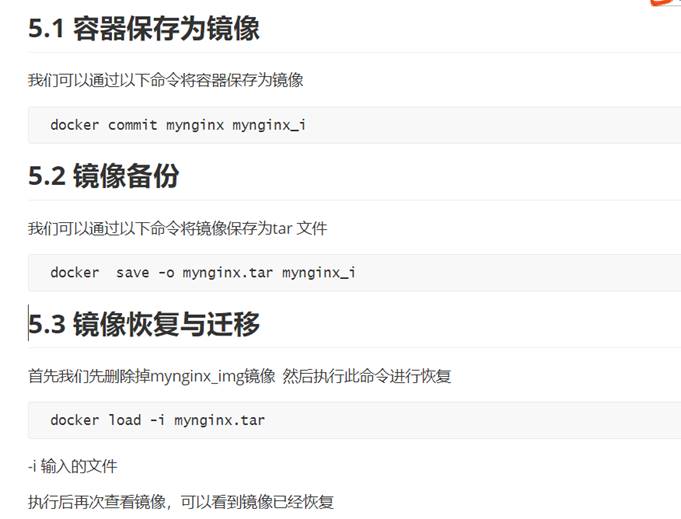 5.1 容器保存为镜像
我们可以通过以下命令将容器保存为镜像
docker commit mynginx mynginx_i
5.2 镜像备份
我们可以通过以下命令将镜像保存为tar 文件
docker  save -o mynginx.tar mynginx_i
5.3 镜像恢复与迁移
首先我们先删除掉mynginx_img镜像  然后执行此命令进行恢复
docker load -i mynginx.tar
-i 输入的文件
执行后再次查看镜像，可以看到镜像已经恢复